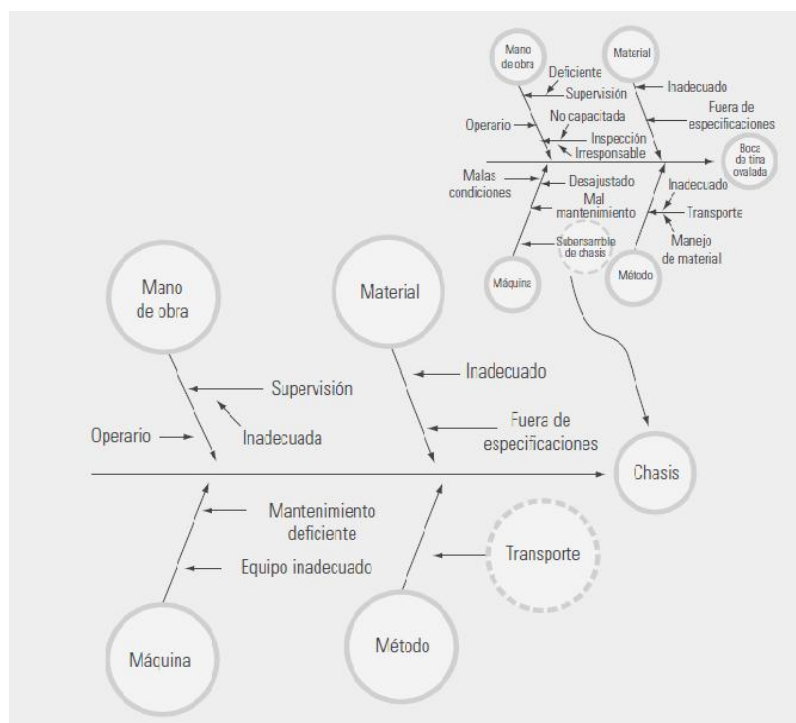 Mano
de obra
Material
Deficiente
Supervisión
Inadecuado
Operario
No capacitada
Fuera de
especificaciones
Inspección
Irresponsable
Boca
de tina
ovalada
Malas
condiciones
Desajustado
Mal
mantenimiento
Inadecuado
Transporte
Manejo
de material
Subersamble
de chasis
Máquina
Método
Mano
de obra
Material
Supervisión
Inadecuado
Operario
Inadecuada
Fuera de
especificaciones
Chasis
Mantenimiento
deficiente
Equipo inadecuado
Transporte
Máquina
Método